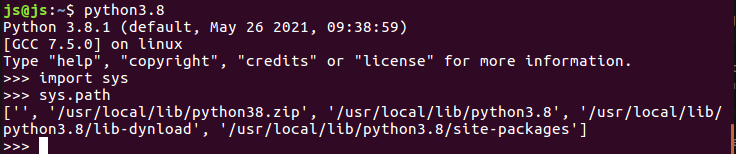 js@js:~$ python3.8
Python 3.8.1 (default, May 26 2021, 09:38:59)
[GCC 7.5.0] on linux
Type "help", "copyright", "credits" or "license" for more information.
>>> import sys
>>> sys.path
['', '/usr/local/lib/python38.zip', '/usr/local/lib/python3.8', '/usr/local/lib/
python3.8/lib-dynload', '/usr/local/lib/python3.8/site-packages']
>>>